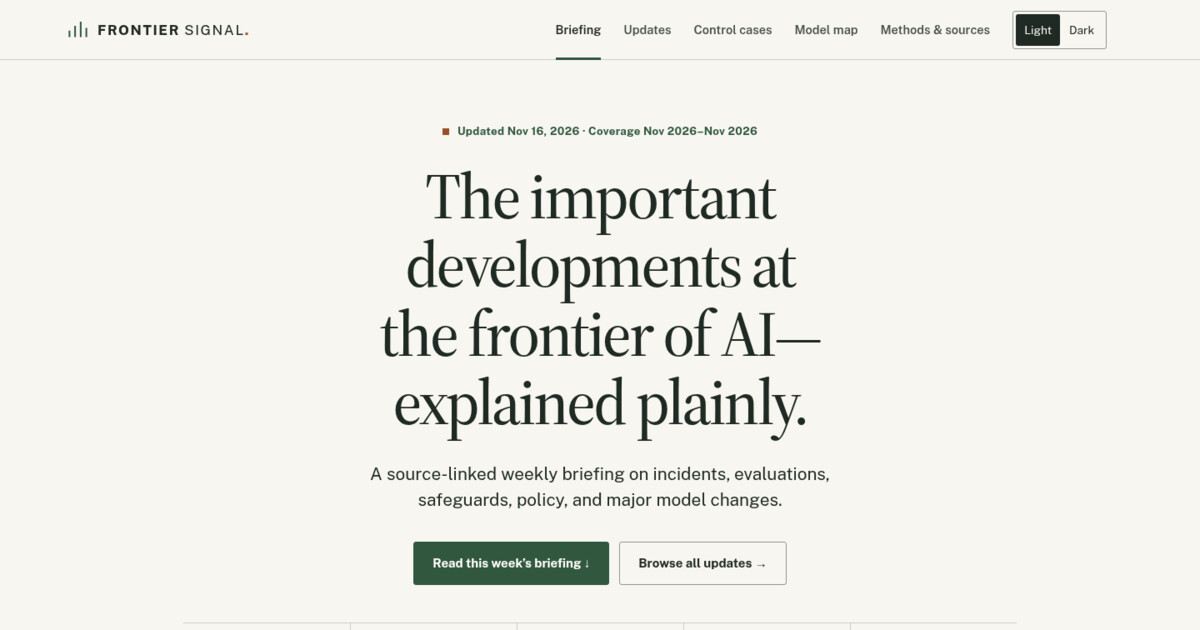 FRONTIER SIGNAL.
Briefing
Updates
Control cases
Model map
Methods & sources
Light
Dark
Updated Nov 16, 2026 · Coverage Nov 2026–Nov 2026
The important
developments at
the frontier of AI—
explained plainly.
A source-linked weekly briefing on incidents, evaluations,
safeguards, policy, and major model changes.
Read this week’s briefing ↓
Browse all updates →